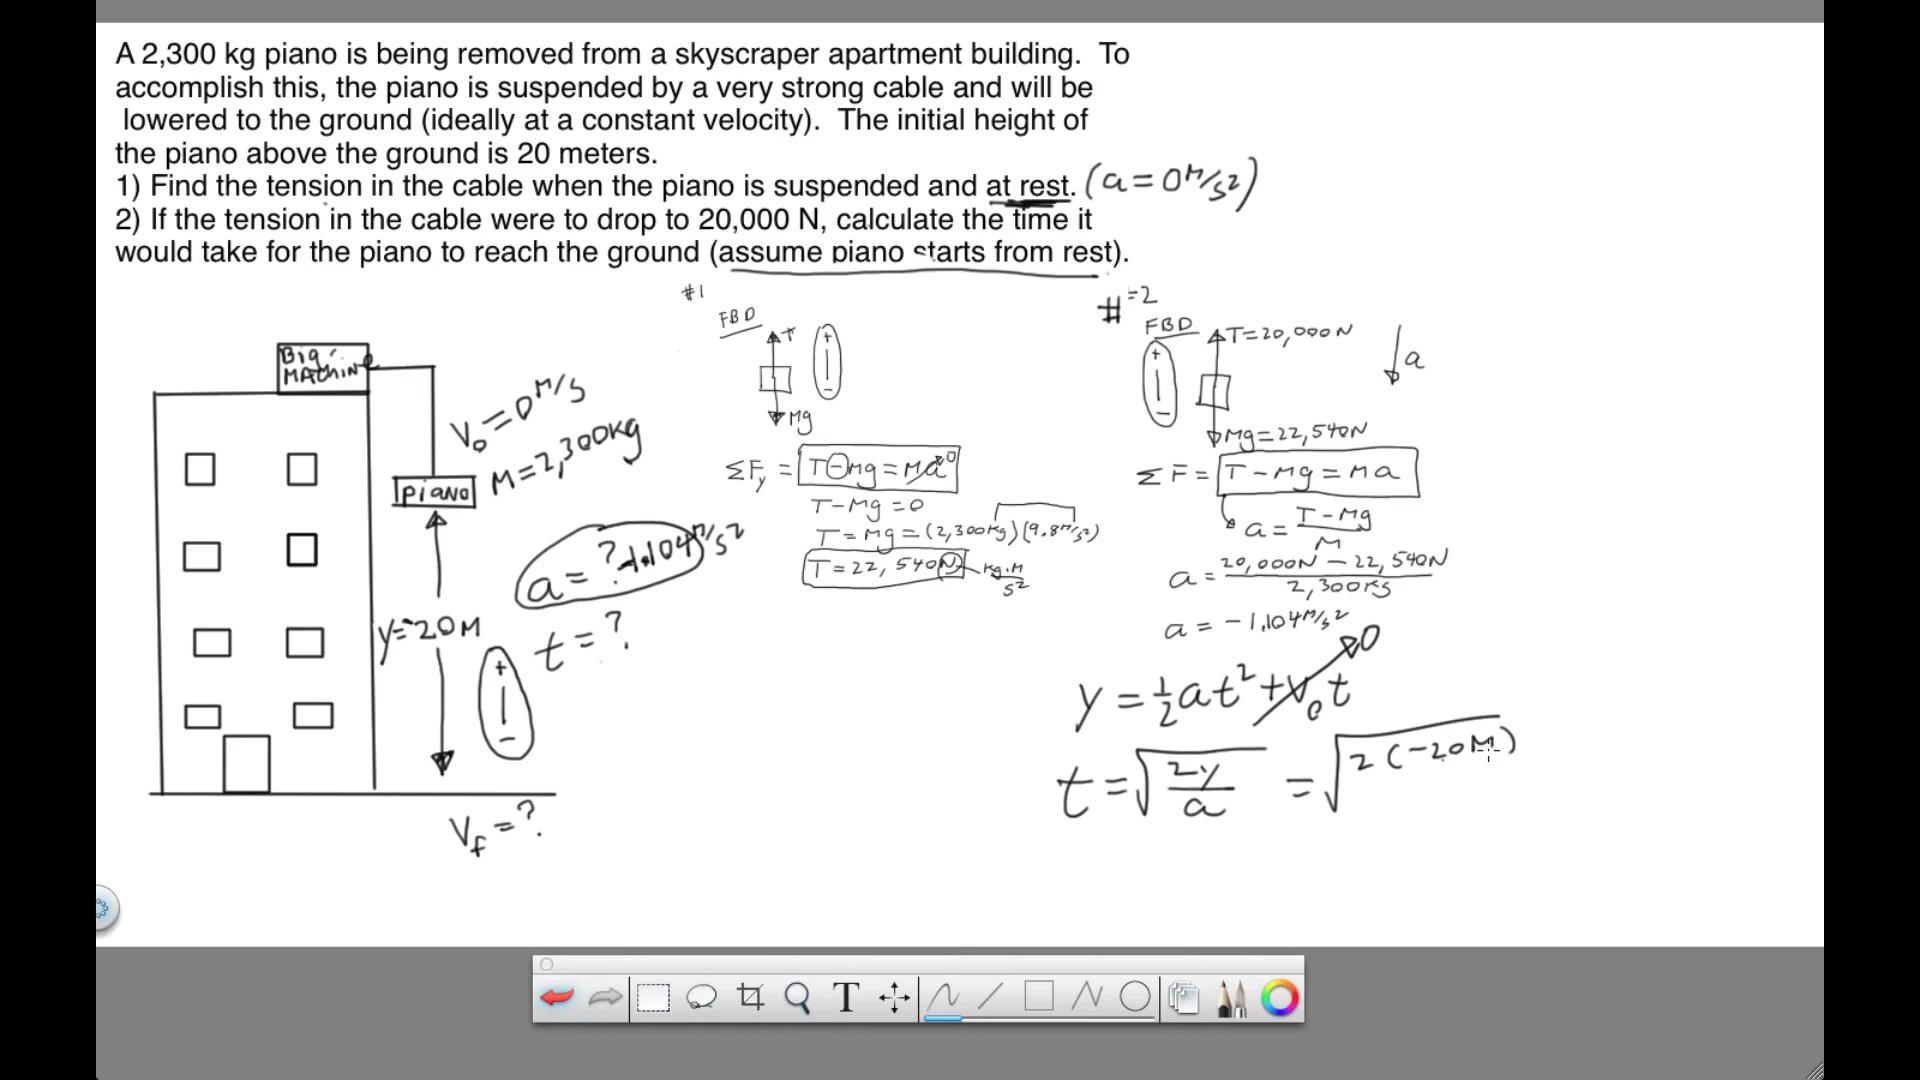 A 2,300 kg piano is being removed from a skyscraper apartment building. To
accomplish this, the piano is suspended by a very strong cable and will be
lowered to the ground (ideally at a constant velocity). The initial height of
the piano above the ground is 20 meters.
1) Find the tension in the cable when the piano is suspended and at rest. (a=0 M/s²)
2) If the tension in the cable were to drop to 20,000 N, calculate the time it
would take for the piano to reach the ground (assume piano starts from rest).
Big
MACHINE
V₀=0 M/S
M=2,300kg
piano
a=?-1.104 M/s²
y=-20M
t=?
+
-
Vf=?
#1
FBD
T
+
-
Mg
ΣFy = T-Mg=Ma 0
T-Mg=0
T=Mg=(2,300kg)(9.8M/s²)
T=22,540N
kg·M
s²
#=2
FBD
T=20,000N
+
-
a
Mg=22,540N
ΣF= T-Mg=Ma
a= T-Mg
M
a= 20,000N-22,540N
2,300kg
a=-1.104M/s²
0
y=½at²+V₀t
t=√2y = √2(-20M)
a
T